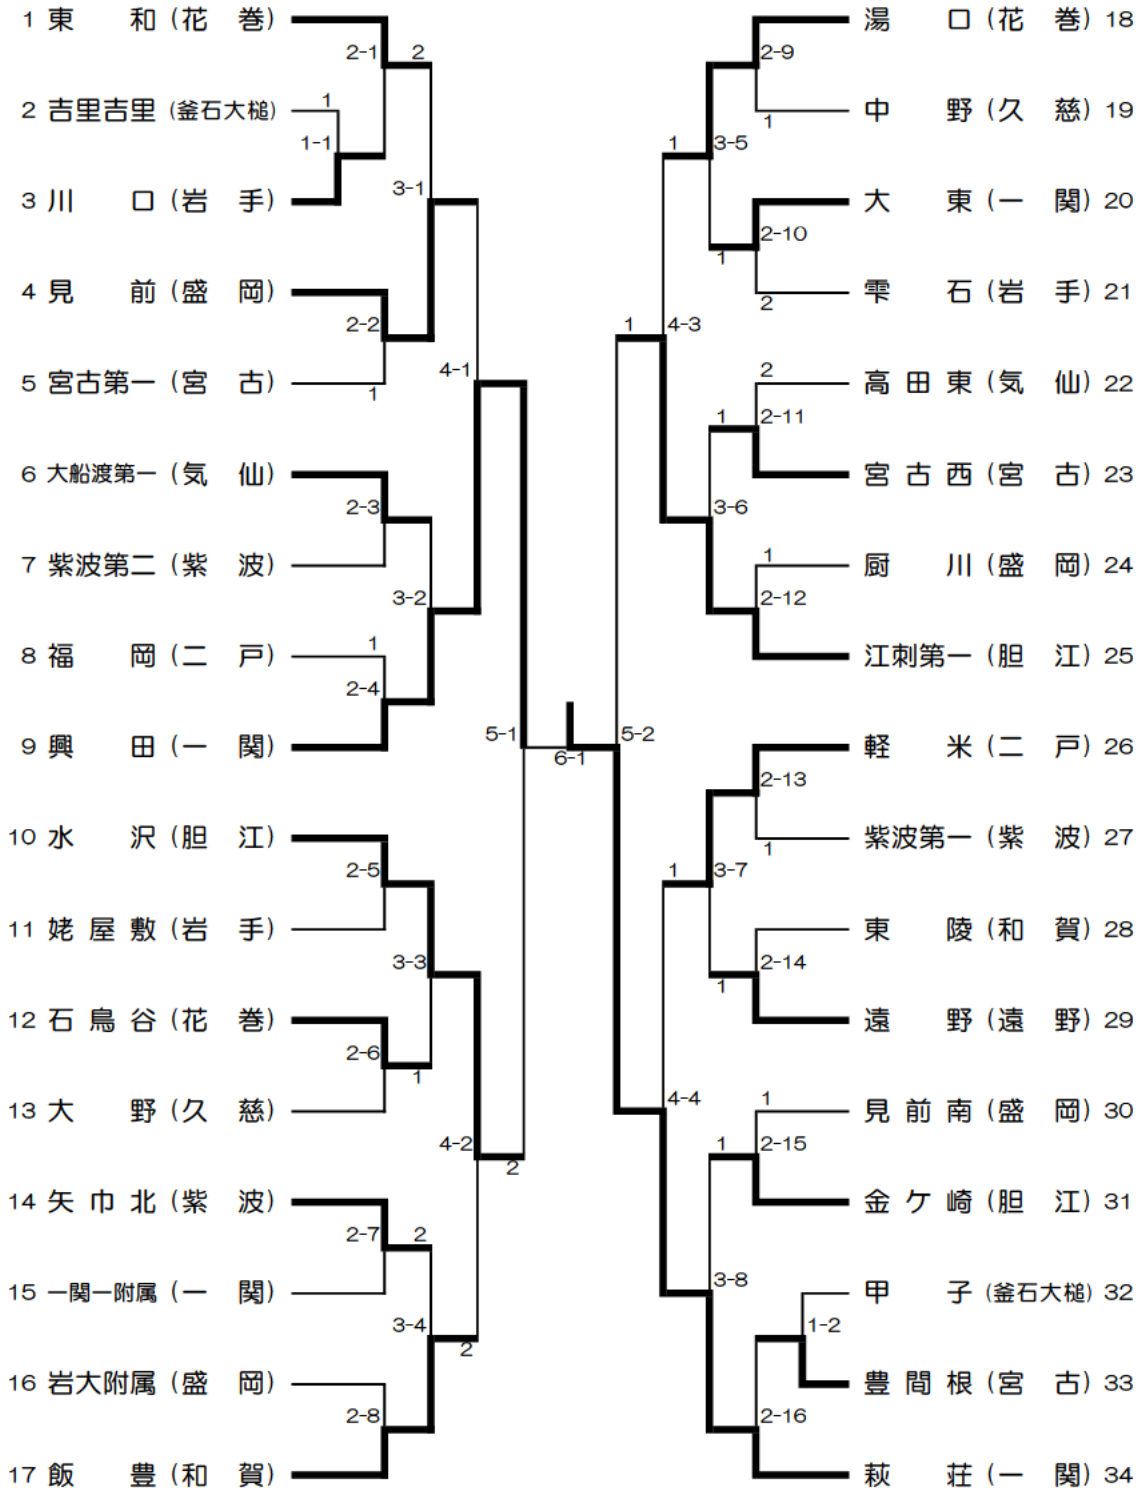 1 東 和 (花 巻)
2-1
2
2 吉里吉里 (釜石大槌)
1
1-1
3 川 口 (岩 手)
3-1
4 見 前 (盛 岡)
2-2
5 宮古第一 (宮 古)
1
4-1
6 大船渡第一 (気 仙)
2-3
7 紫波第二 (紫 波)
3-2
8 福 岡 (二 戸)
1
2-4
9 興 田 (一 関)
5-1
10 水 沢 (胆 江)
2-5
11 姥屋敷 (岩 手)
3-3
12 石鳥谷 (花 巻)
2-6
1
13 大 野 (久 慈)
4-2
2
14 矢巾北 (紫 波)
2-7
2
15 一関一附属 (一 関)
3-4
2
16 岩大附属 (盛 岡)
2-8
17 飯 豊 (和 賀)
6-1
湯 口 (花 巻) 18
2-9
中 野 (久 慈) 19
1
1
3-5
大 東 (一 関) 20
2-10
1
雫 石 (岩 手) 21
2
1
4-3
高田東 (気 仙) 22
2
1
2-11
宮古西 (宮 古) 23
3-6
厨 川 (盛 岡) 24
1
2-12
江刺第一 (胆 江) 25
5-2
軽 米 (二 戸) 26
2-13
紫波第一 (紫 波) 27
1
1
3-7
東 陵 (和 賀) 28
2-14
1
遠 野 (遠 野) 29
4-4
見前南 (盛 岡) 30
1
1
2-15
金ケ崎 (胆 江) 31
3-8
甲 子 (釜石大槌) 32
1-2
豊間根 (宮 古) 33
2-16
萩 荘 (一 関) 34